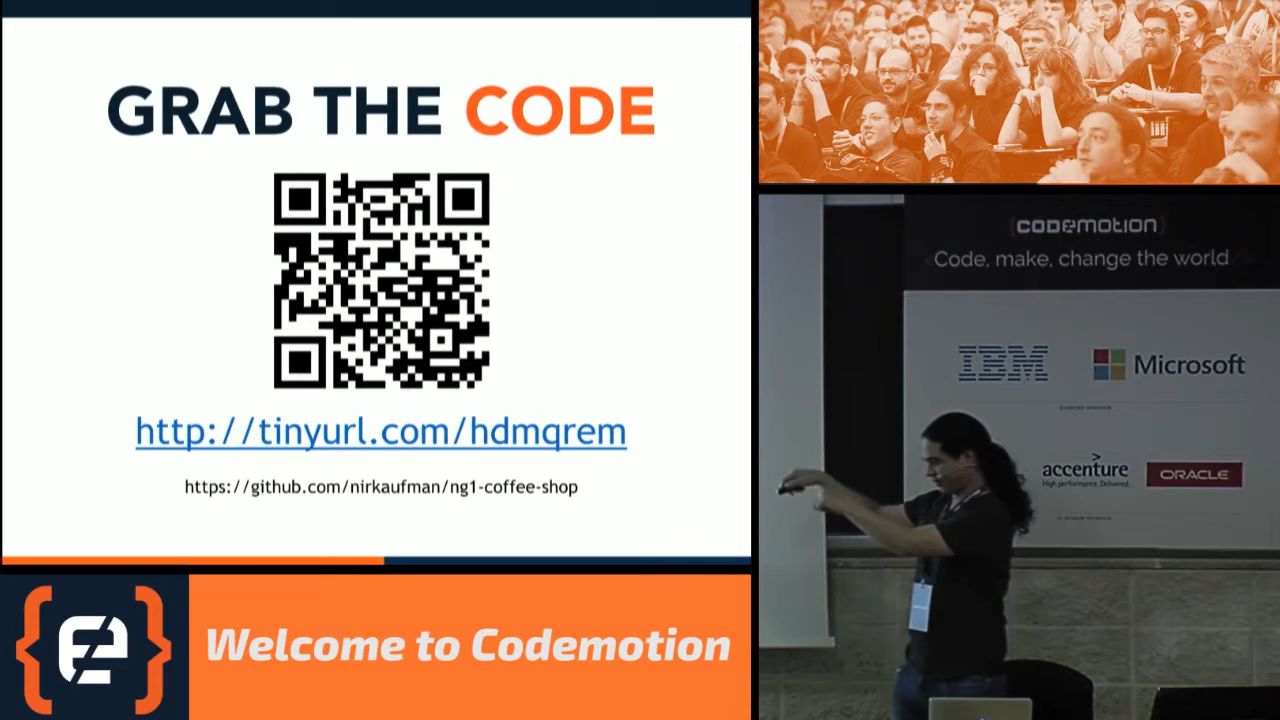 GRAB THE CODE
http://tinyurl.com/hdmqrem
https://github.com/nirkaufman/ng1-coffee-shop
Welcome to Codemotion
{codemotion}
<Code, make, change the world/>
IBM
Microsoft
accenture
High performance. Delivered.
ORACLE